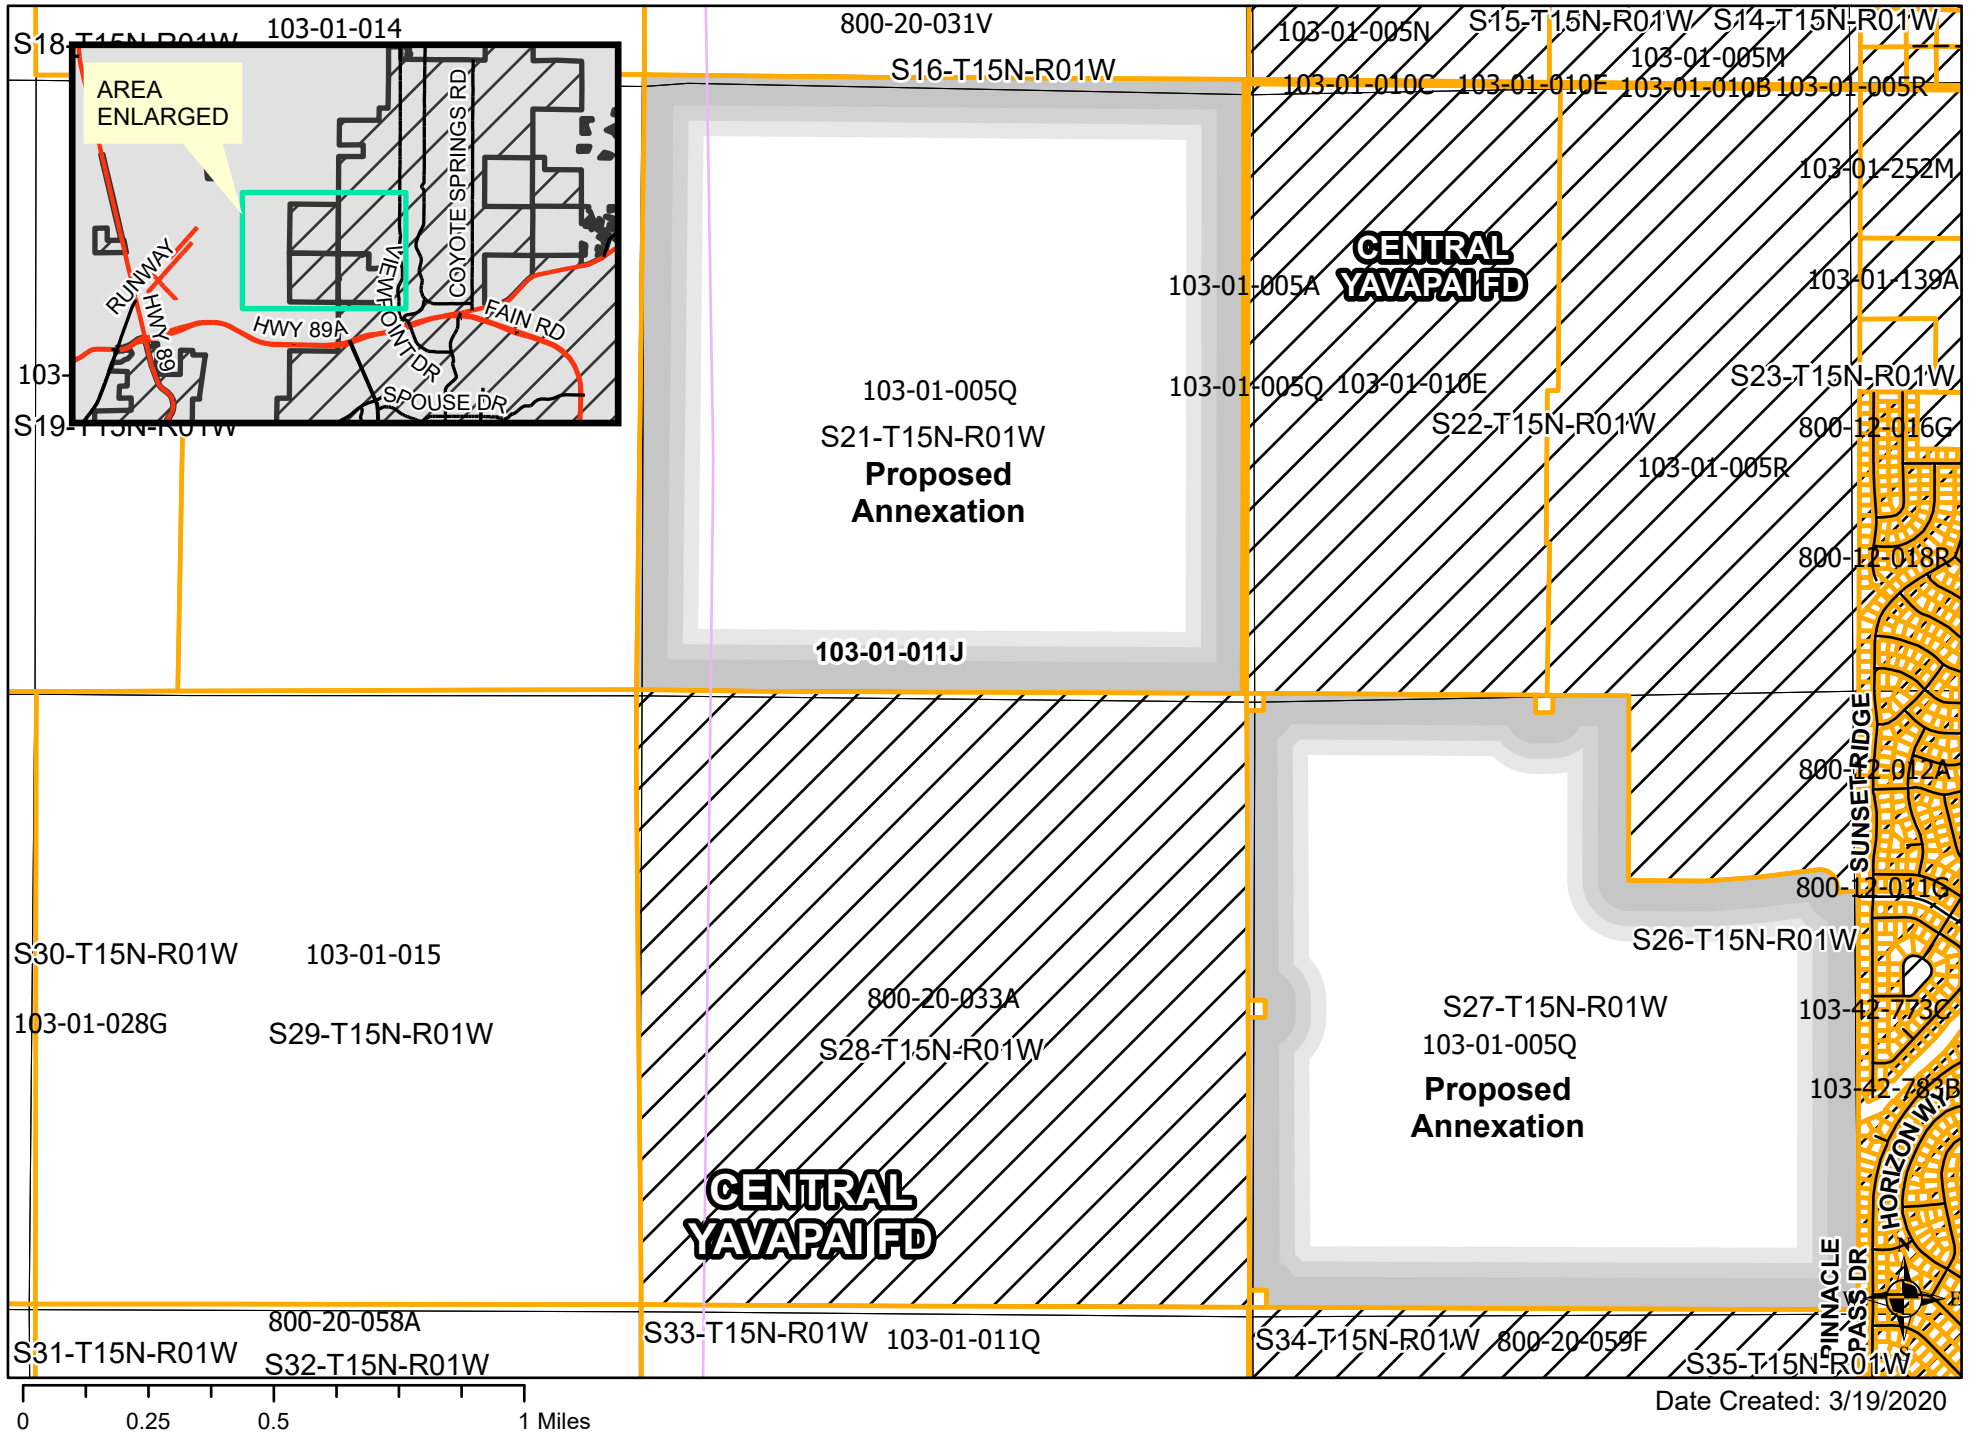 103-01-014
800-20-031V
103-01-005N
S15-T15N-R01W
S14-T15N-R01W
S18-T15N-R01W
S16-T15N-R01W
103-01-005M
103-01-010C
103-01-010E
103-01-010B
103-01-005R
AREA
ENLARGED
COYOTE SPRINGS RD
RUNWAY
HWY 89
HWY 89A
VIEWPOINT DR
FAIN RD
SPOUSE DR
103-
S19-T15N-R01W
103-01-252M
CENTRAL
YAVAPAI FD
103-01-005A
103-01-139A
103-01-005Q
S21-T15N-R01W
Proposed
Annexation
103-01-005Q
103-01-010E
S23-T15N-R01W
S22-T15N-R01W
800-12-016G
103-01-005R
800-12-018R
103-01-011J
SUNSET RIDGE
800-12-012A
800-12-011G
S26-T15N-R01W
S30-T15N-R01W
103-01-015
103-01-028G
S29-T15N-R01W
800-20-033A
S28-T15N-R01W
S27-T15N-R01W
103-01-005Q
Proposed
Annexation
103-42-773C
103-42-783B
HORIZON WY
CENTRAL
YAVAPAI FD
PINNACLE
PASS DR
N
E
S
800-20-058A
S31-T15N-R01W
S32-T15N-R01W
S33-T15N-R01W
103-01-011Q
S34-T15N-R01W
800-20-059F
S35-T15N-R01W
0 0.25 0.5 1 Miles
Date Created: 3/19/2020